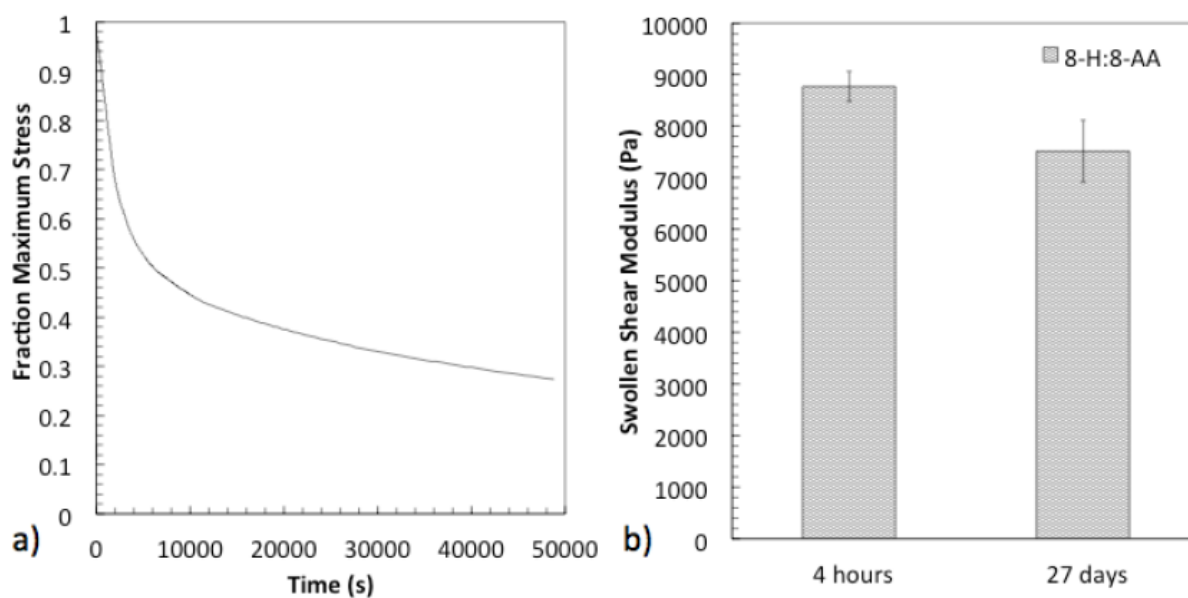 1
0.9
0.8
0.7
0.6
0.5
0.4
0.3
0.2
0.1
0
Fraction Maximum Stress
0 10000 20000 30000 40000 50000
Time (s)
a)
10000
9000
8000
7000
6000
5000
4000
3000
2000
1000
0
Swollen Shear Modulus (Pa)
8-H:8-AA
4 hours 27 days
b)